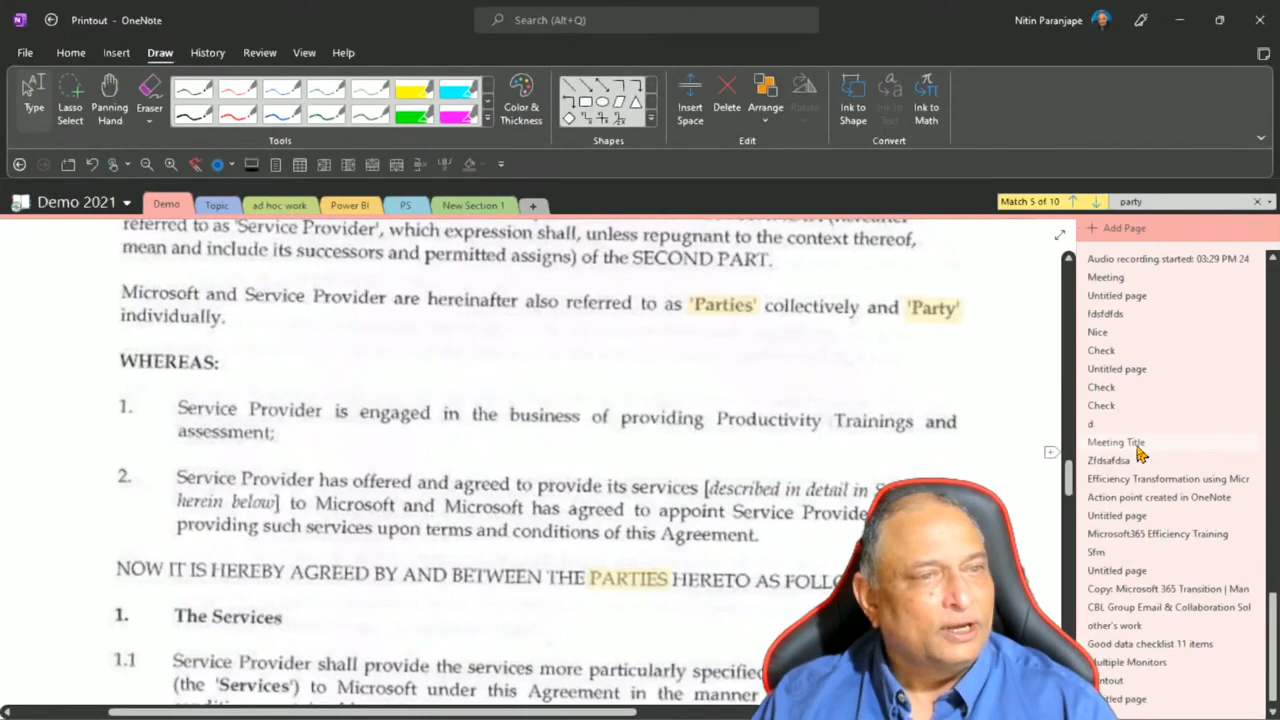 Printout - OneNote
Search (Alt+Q)
Nitin Paranjape
File Home Insert Draw History Review View Help
Type
Lasso Select
Panning Hand
Eraser
Color & Thickness
Insert Space
Delete
Arrange
Rotate
Ink to Shape
Ink to Text
Ink to Math
Tools
Shapes
Edit
Convert
Demo 2021
Demo
Topic
ad hoc work
Power BI
PS
New Section 1
Match 5 of 10
party
referred to as 'Service Provider', which expression shall, unless repugnant to the context thereof,
mean and include its successors and permitted assigns) of the SECOND PART.
Microsoft and Service Provider are hereinafter also referred to as 'Parties' collectively and 'Party'
individually.
WHEREAS:
1. Service Provider is engaged in the business of providing Productivity Trainings and
assessment;
2. Service Provider has offered and agreed to provide its services [described in detail in
herein below] to Microsoft and Microsoft has agreed to appoint Service Provide
providing such services upon terms and conditions of this Agreement.
NOW IT IS HEREBY AGREED BY AND BETWEEN THE PARTIES HERETO AS FOLL
1. The Services
1.1 Service Provider shall provide the services more particularly specified
(the 'Services') to Microsoft under this Agreement in the manner
Add Page
Audio recording started: 03:29 PM 24
Meeting
Untitled page
fdsfdfds
Nice
Check
Untitled page
Check
Check
d
Meeting Title
Zfdsafdsa
Efficiency Transformation using Micr
Action point created in OneNote
Untitled page
Microsoft365 Efficiency Training
Sfm
Untitled page
Copy: Microsoft 365 Transition | Man
CBL Group Email & Collaboration Sol
other's work
Good data checklist 11 items
Multiple Monitors
intout
tled page